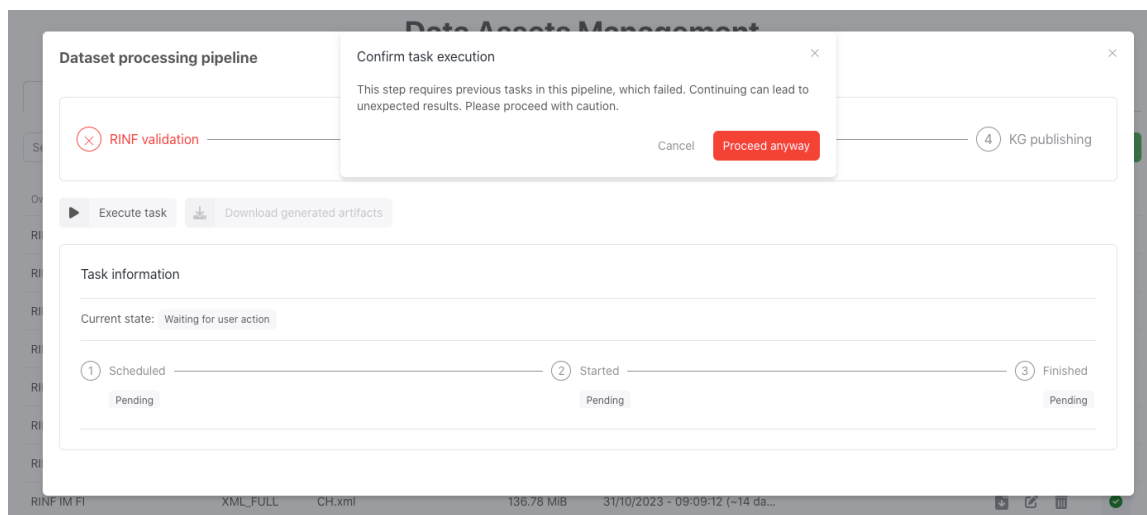 Data Assets Management
Dataset processing pipeline
Confirm task execution
This step requires previous tasks in this pipeline, which failed. Continuing can lead to
unexpected results. Please proceed with caution.
Cancel Proceed anyway
RINF validation 4 KG publishing
Execute task Download generated artifacts
Task information
Current state: Waiting for user action
1 Scheduled 2 Started 3 Finished
Pending Pending Pending
RINF IM FI XML_FULL CH.xml 136.78 MiB 31/10/2023 - 09:09:12 (~14 da...